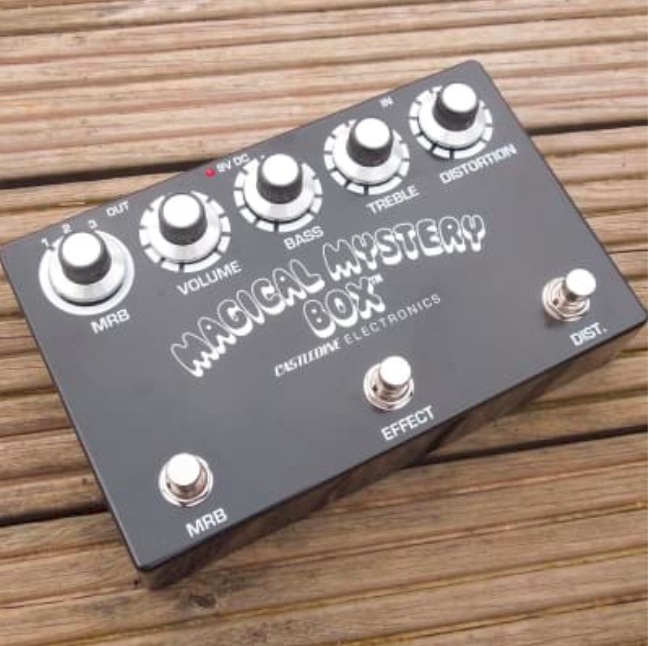 IN
9V DC
OUT
1 2 3
MRB
VOLUME
BASS
TREBLE
DISTORTION
MAGICAL MYSTERY
BOX™
CASTLEDINE ELECTRONICS
DIST.
EFFECT
MRB